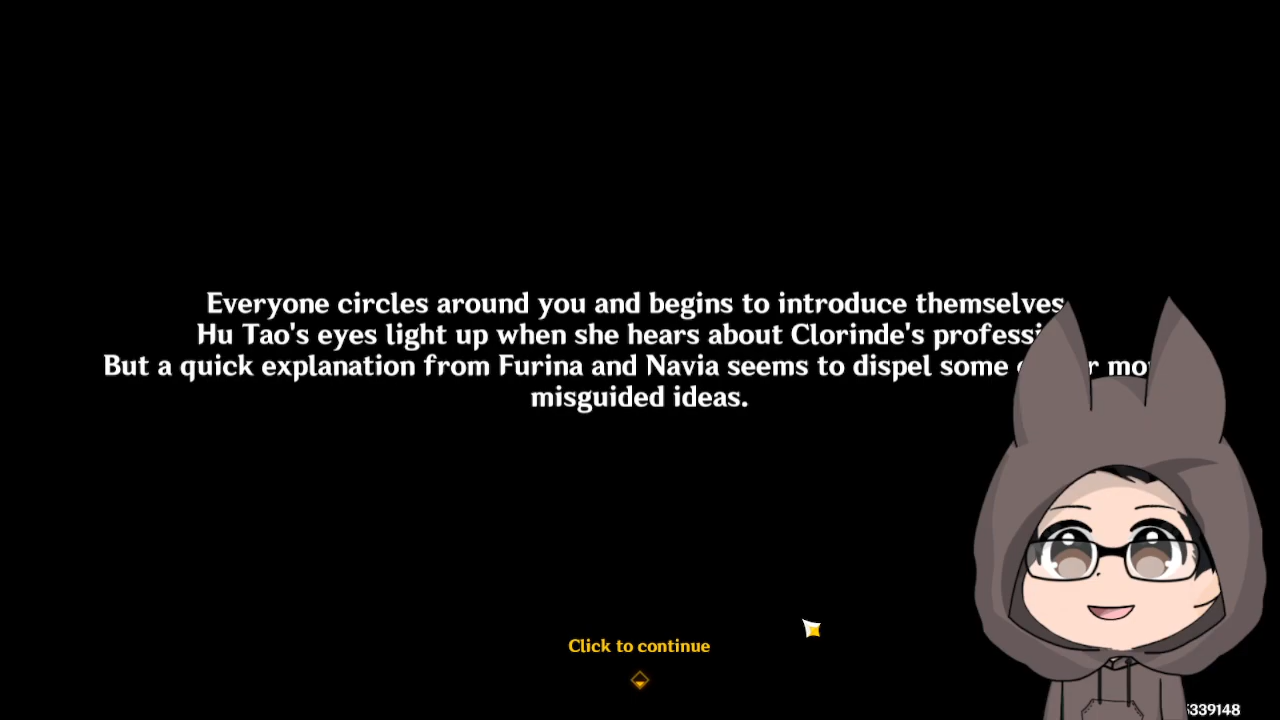 Everyone circles around you and begins to introduce themselves
Hu Tao's eyes light up when she hears about Clorinde's
But a quick explanation from Furina and Navia seems to dispel some
misguided ideas.
Click to continue
339148